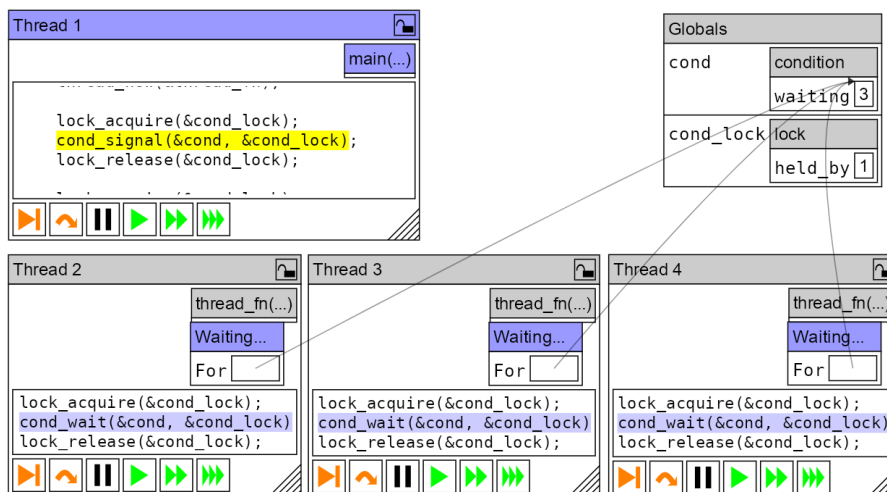 Thread 1
main(...)
lock_acquire(&cond_lock);
cond_signal(&cond, &cond_lock);
lock_release(&cond_lock);
Globals
cond
condition
waiting 3
cond_lock
lock
held_by 1
Thread 2
thread_fn(...)
Waiting...
For
lock_acquire(&cond_lock);
cond_wait(&cond, &cond_lock)
lock_release(&cond_lock);
Thread 3
thread_fn(...)
Waiting...
For
lock_acquire(&cond_lock);
cond_wait(&cond, &cond_lock)
lock_release(&cond_lock);
Thread 4
thread_fn(...)
Waiting...
For
lock_acquire(&cond_lock);
cond_wait(&cond, &cond_lock)
lock_release(&cond_lock);